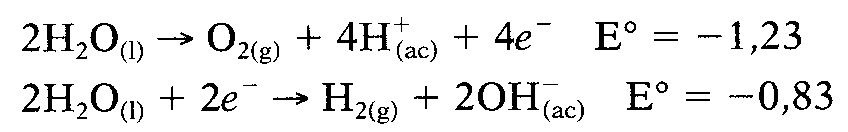 2H₂O₍ₗ₎ → O₂₍g₎ + 4H⁺₍ac₎ + 4e⁻ E° = −1,23
2H₂O₍ₗ₎ + 2e⁻ → H₂₍g₎ + 2OH⁻₍ac₎ E° = −0,83